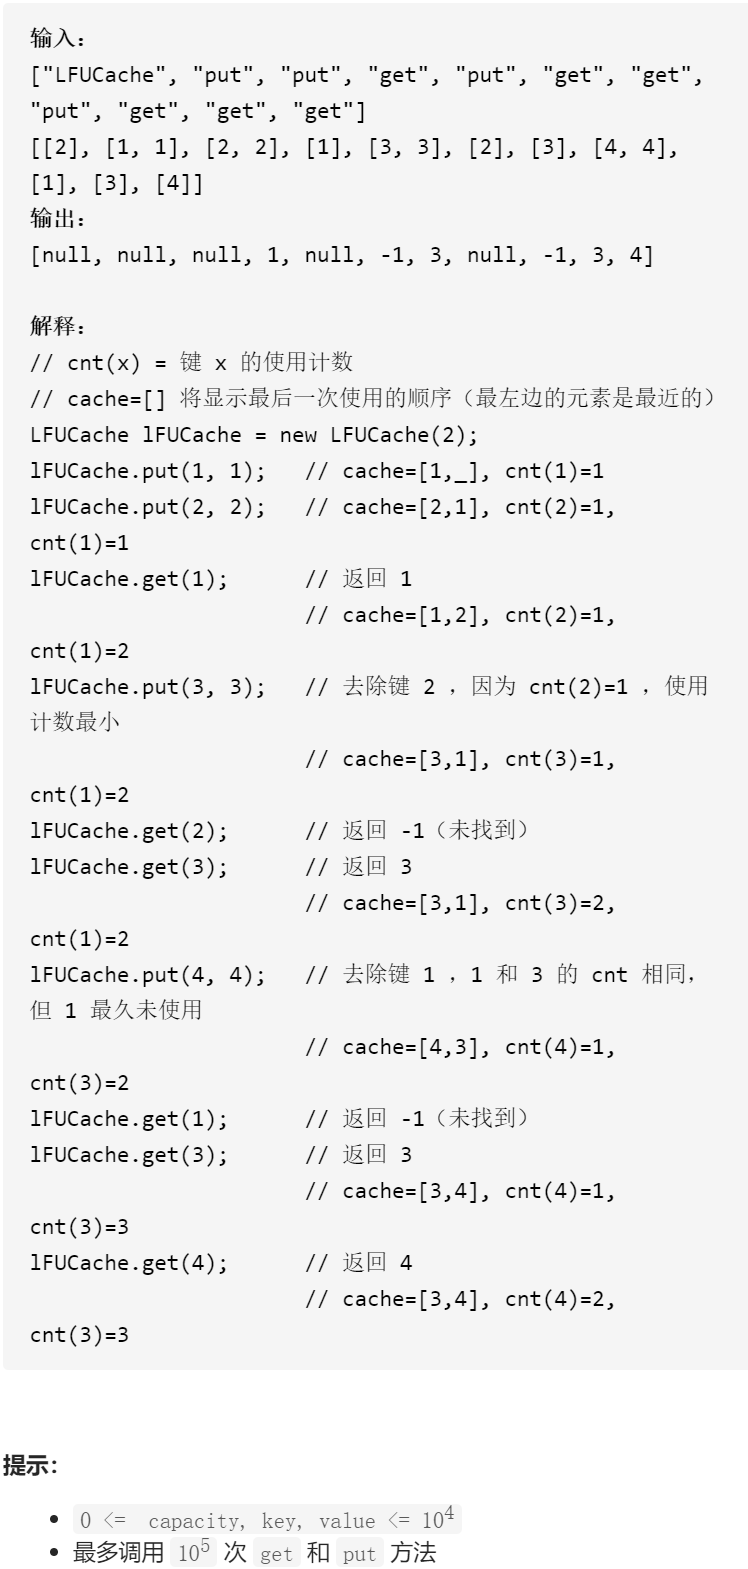 输入：
["LFUCache", "put", "put", "get", "put", "get", "get",
"put", "get", "get", "get"]
[[2], [1, 1], [2, 2], [1], [3, 3], [2], [3], [4, 4],
[1], [3], [4]]
输出：
[null, null, null, 1, null, -1, 3, null, -1, 3, 4]
解释：
// cnt(x) = 键 x 的使用计数
// cache=[] 将显示最后一次使用的顺序（最左边的元素是最近的）
LFUCache lFUCache = new LFUCache(2);
lFUCache.put(1, 1);   // cache=[1,_], cnt(1)=1
lFUCache.put(2, 2);   // cache=[2,1], cnt(2)=1,
cnt(1)=1
lFUCache.get(1);      // 返回 1
// cache=[1,2], cnt(2)=1,
cnt(1)=2
lFUCache.put(3, 3);   // 去除键 2 ，因为 cnt(2)=1 ，使用
计数最小
// cache=[3,1], cnt(3)=1,
cnt(1)=2
lFUCache.get(2);      // 返回 -1（未找到）
lFUCache.get(3);      // 返回 3
// cache=[3,1], cnt(3)=2,
cnt(1)=2
lFUCache.put(4, 4);   // 去除键 1 ，1 和 3 的 cnt 相同，
但 1 最久未使用
// cache=[4,3], cnt(4)=1,
cnt(3)=2
lFUCache.get(1);      // 返回 -1（未找到）
lFUCache.get(3);      // 返回 3
// cache=[3,4], cnt(4)=1,
cnt(3)=3
lFUCache.get(4);      // 返回 4
// cache=[3,4], cnt(4)=2,
cnt(3)=3
提示：
• 0 <=  capacity, key, value <= 10⁴
• 最多调用 10⁵ 次 get 和 put 方法